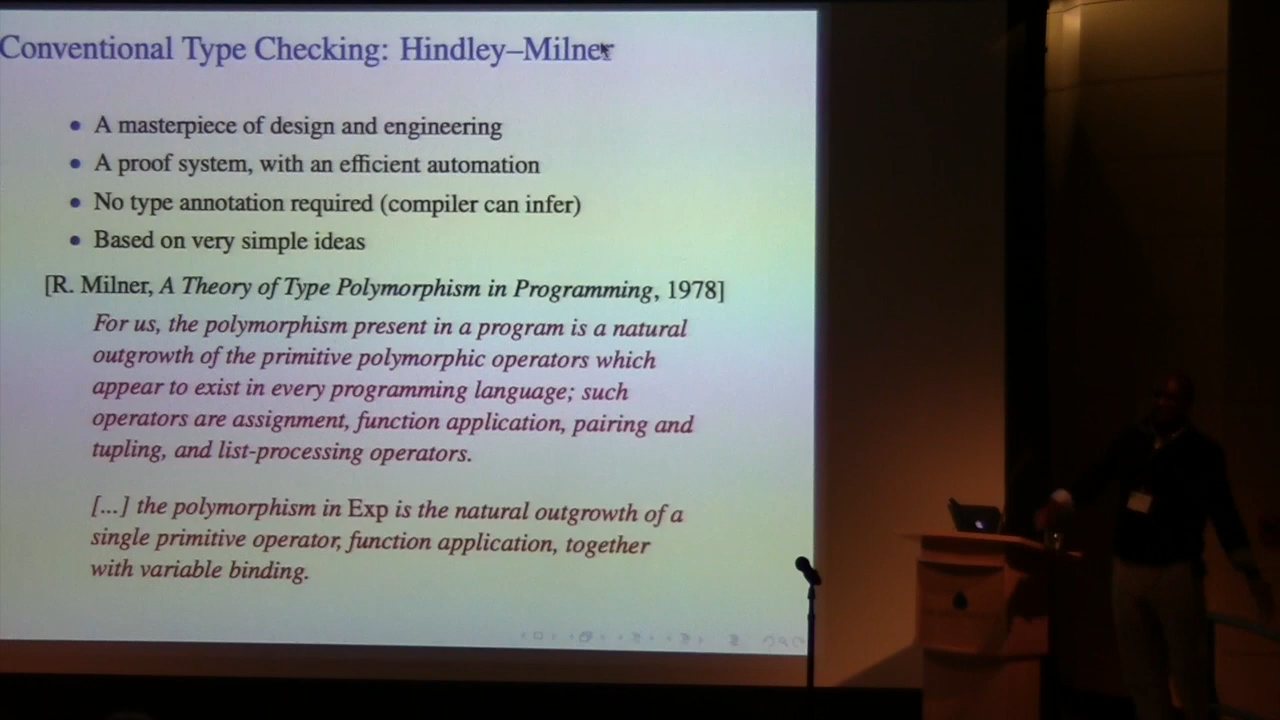 Conventional Type Checking: Hindley–Milner
• A masterpiece of design and engineering
• A proof system, with an efficient automation
• No type annotation required (compiler can infer)
• Based on very simple ideas
[R. Milner, A Theory of Type Polymorphism in Programming, 1978]
For us, the polymorphism present in a program is a natural
outgrowth of the primitive polymorphic operators which
appear to exist in every programming language; such
operators are assignment, function application, pairing and
tupling, and list-processing operators.
[...] the polymorphism in Exp is the natural outgrowth of a
single primitive operator, function application, together
with variable binding.